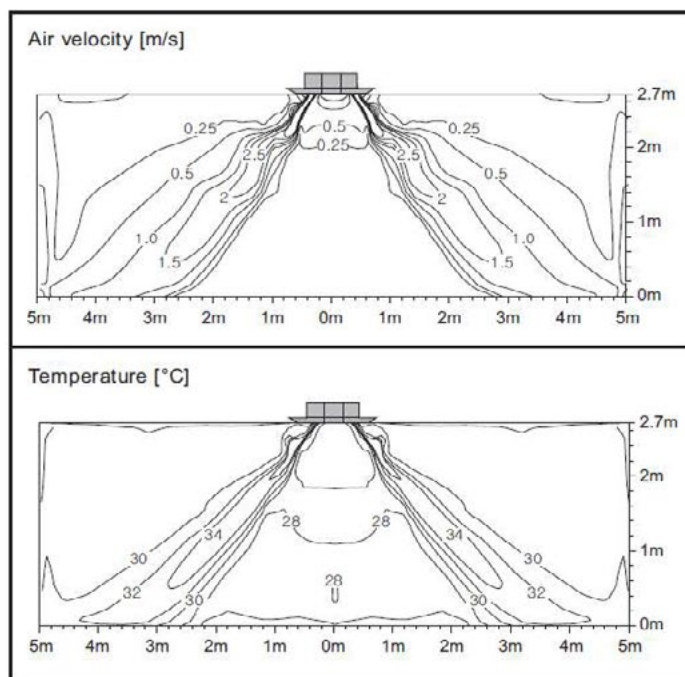 Air velocity [m/s]
2.7m
0.25 0.5 0.25
2m
0.25
0.5 2.5 2.5 0.5
2 2
1m
1.0 1.0
1.5 1.5
0m
5m 4m 3m 2m 1m 0m 1m 2m 3m 4m 5m
Temperature [°C]
2.7m
2m
28 28
34 34
30 30
1m
28
32 30 30 32
0m
5m 4m 3m 2m 1m 0m 1m 2m 3m 4m 5m